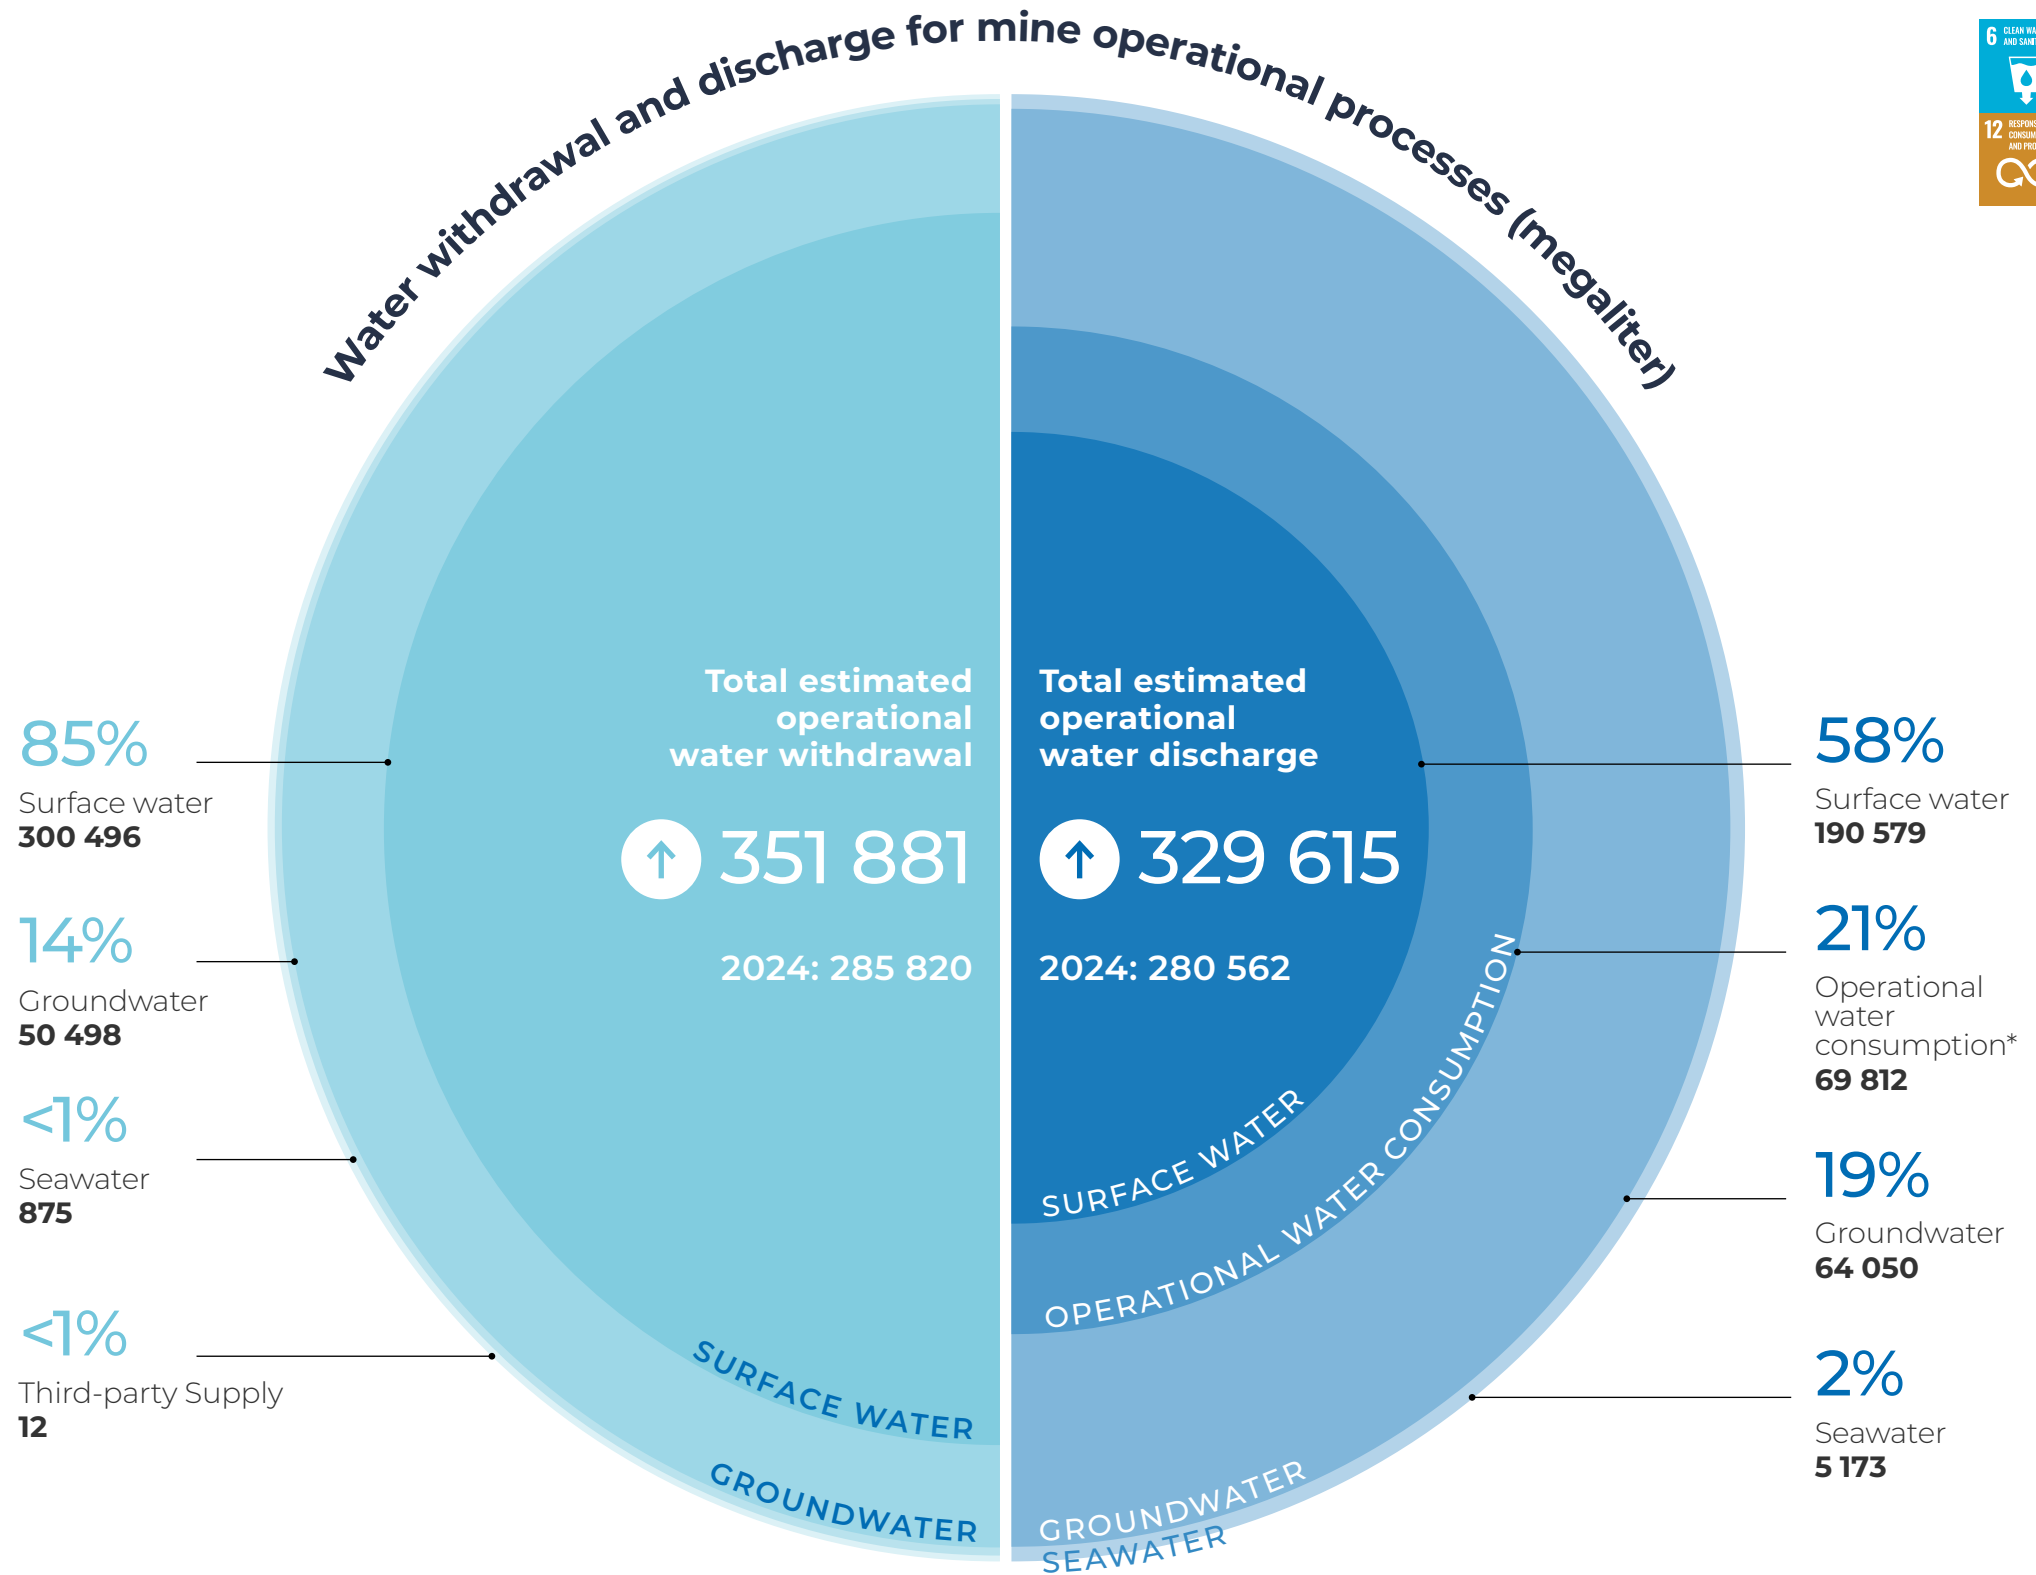 Water withdrawal and discharge for mine operational processes (megaliter)
6
12
Total estimated
operational
water withdrawal
351 881
2024: 285 820
Total estimated
operational
water discharge
329 615
2024: 280 562
85%
Surface water
300 496
14%
Groundwater
50 498
<1%
Seawater
875
<1%
Third-party Supply
12
SURFACE WATER
GROUNDWATER
SURFACE WATER
OPERATIONAL WATER CONSUMPTION
GROUNDWATER
SEAWATER
58%
Surface water
190 579
21%
Operational
water
consumption*
69 812
19%
Groundwater
64 050
2%
Seawater
5 173